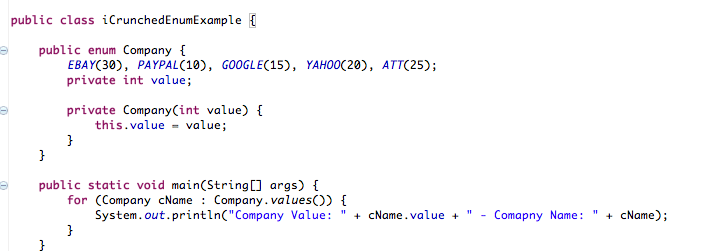 public class iCrunchedEnumExample {
public enum Company {
EBAY(30), PAYPAL(10), GOOGLE(15), YAHOO(20), ATT(25);
private int value;
private Company(int value) {
this.value = value;
}
}
public static void main(String[] args) {
for (Company cName : Company.values()) {
System.out.println("Company Value: " + cName.value + " - Comapny Name: " + cName);
}
}